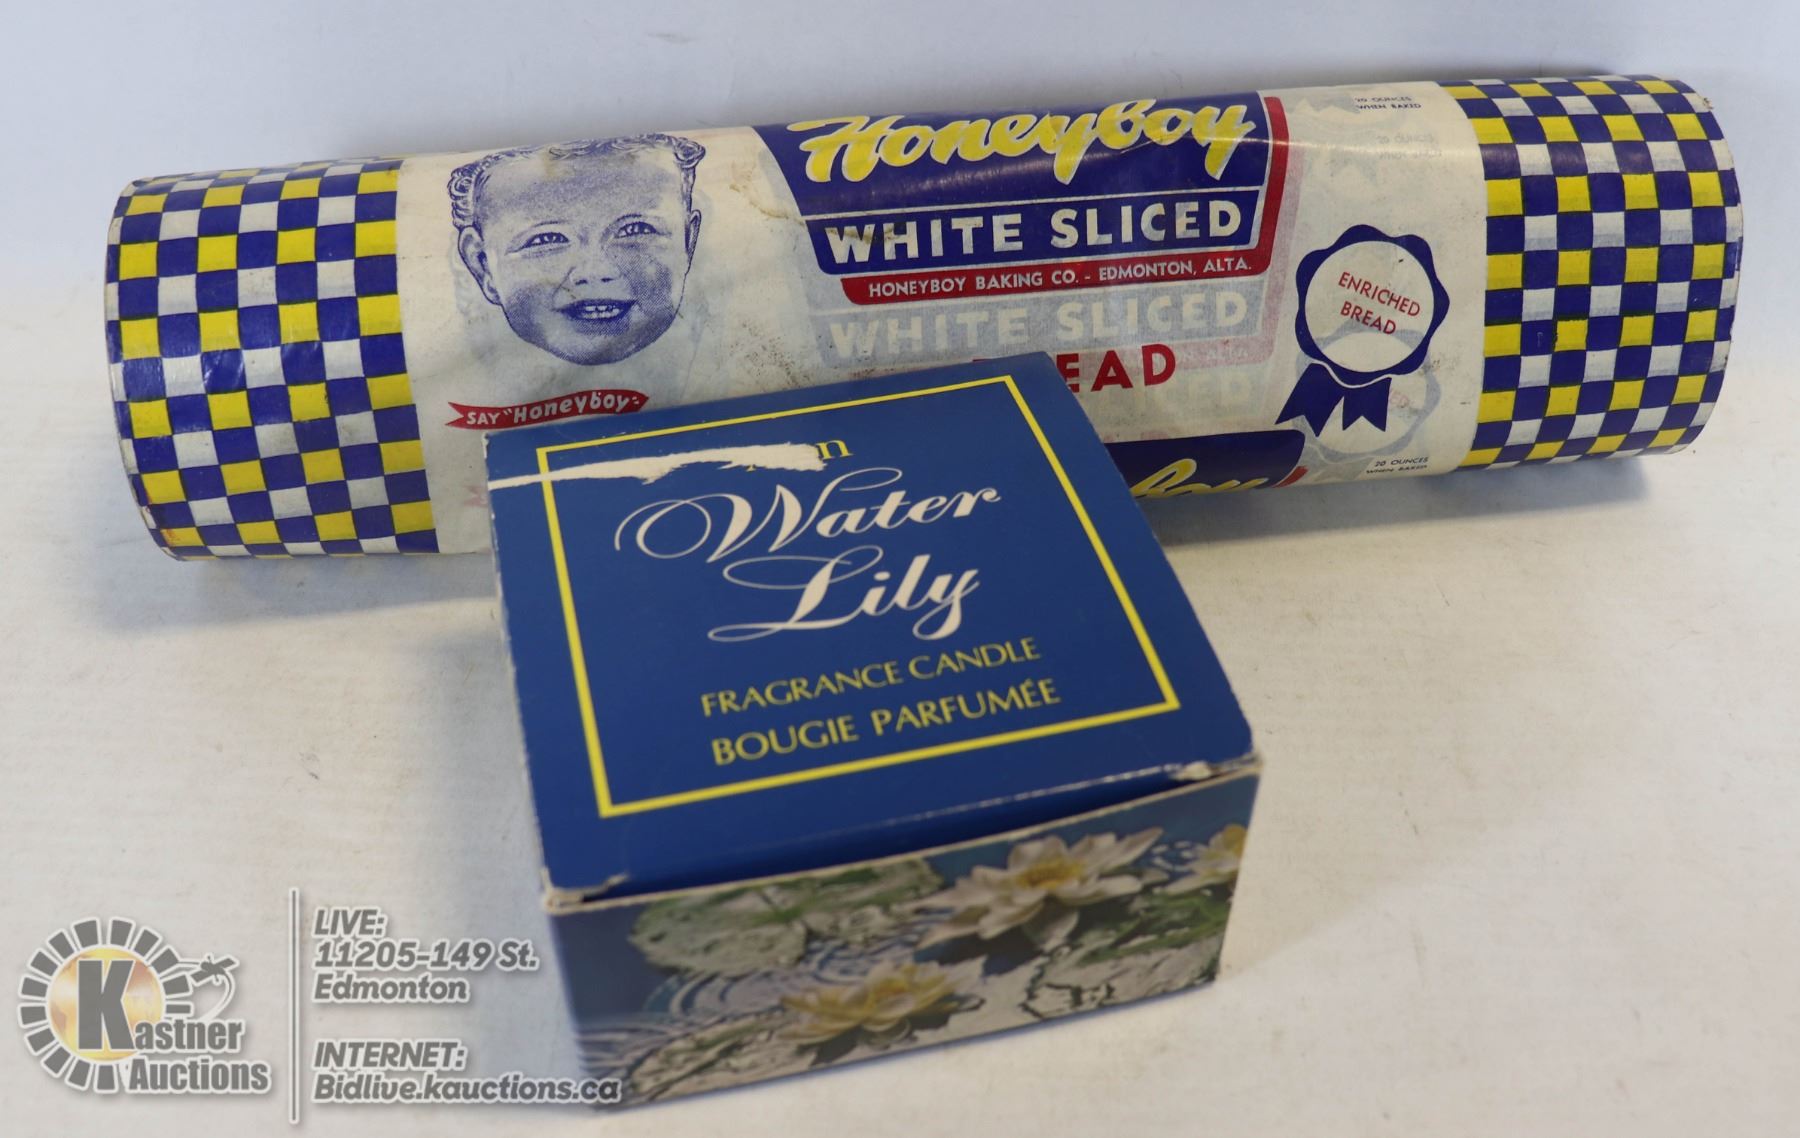 Honeyboy
WHITE SLICED
HONEYBOY BAKING CO. - EDMONTON, ALTA.
WHITE SLICED
20 OUNCES
WHEN BAKED
20 OUNCES
ENRICHED
BREAD
SAY "Honeyboy"
20 OUNCES
WHEN BAKED
Water
Lily
FRAGRANCE CANDLE
BOUGIE PARFUMÉE
Kastner
Auctions
LIVE:
11205-149 St.
Edmonton
INTERNET:
Bidlive.kauctions.ca